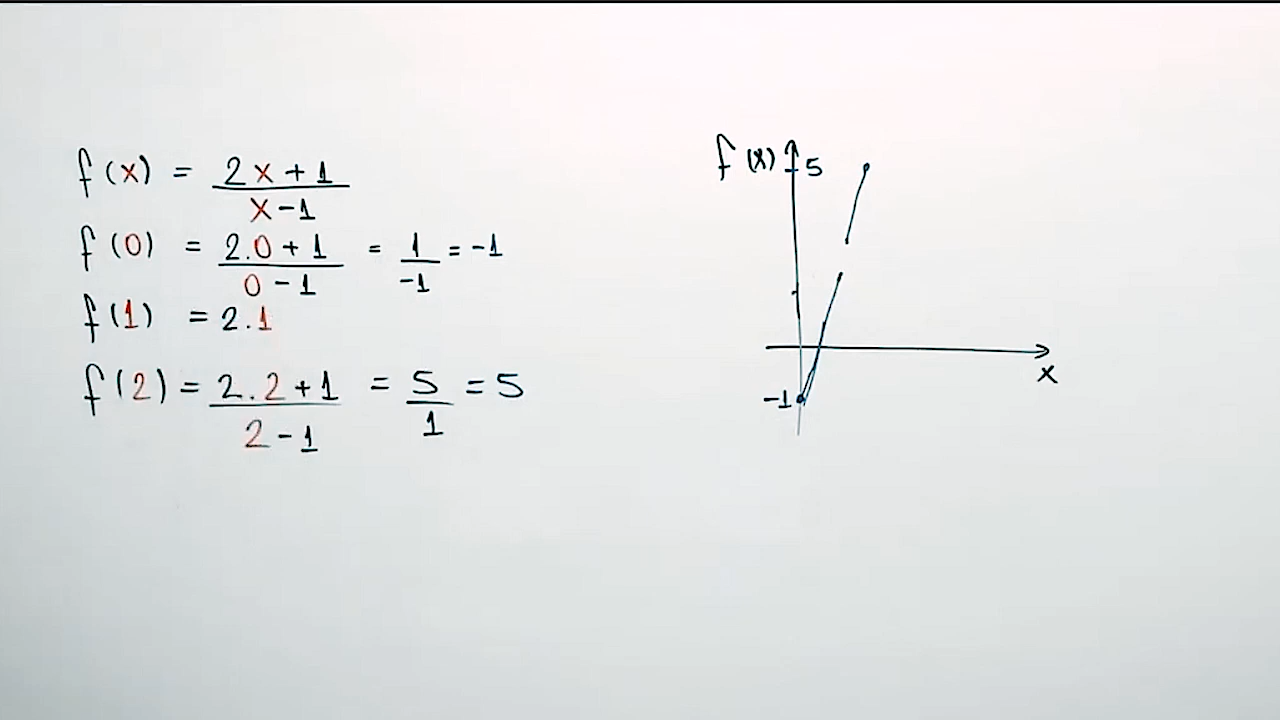 f(x) = 2x+1
x-1
f(0) = 2.0+1 = 1 = -1
0-1 -1
f(1) = 2.1
f(2) = 2.2+1 = 5 = 5
2-1 1
f(x) 5
x
-1